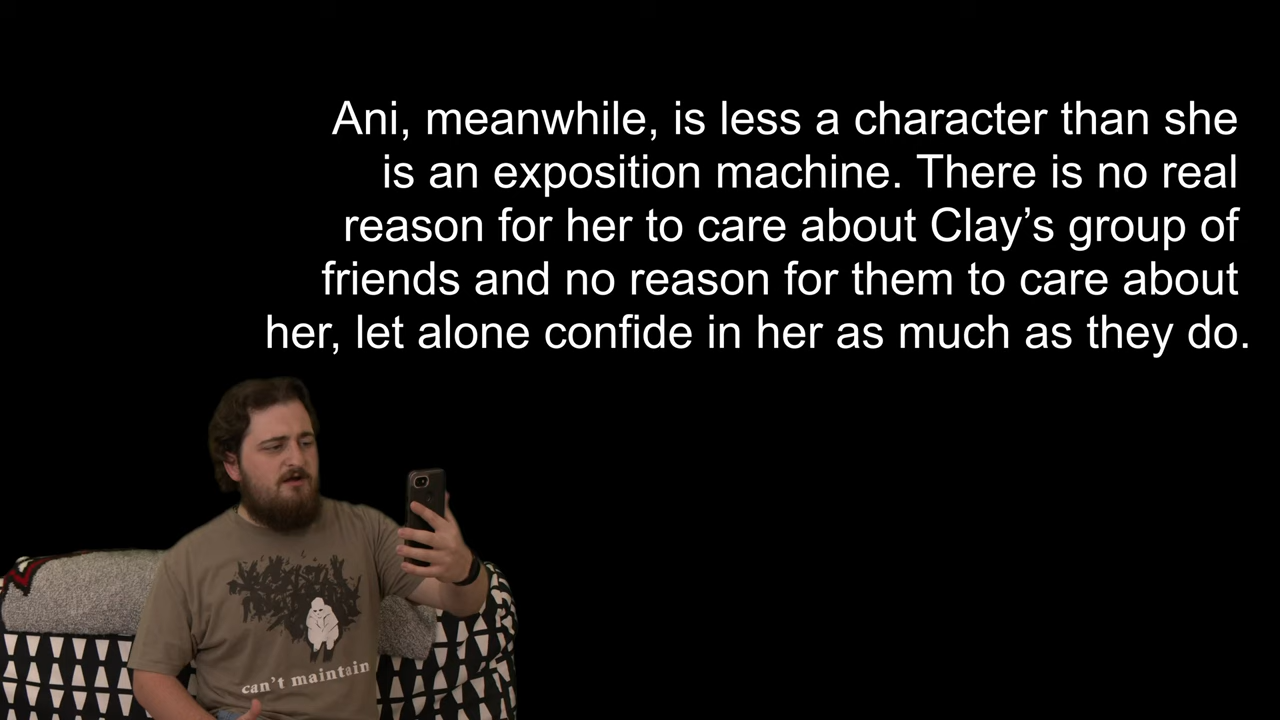 Ani, meanwhile, is less a character than she
is an exposition machine. There is no real
reason for her to care about Clay’s group of
friends and no reason for them to care about
her, let alone confide in her as much as they do.
can't maintain